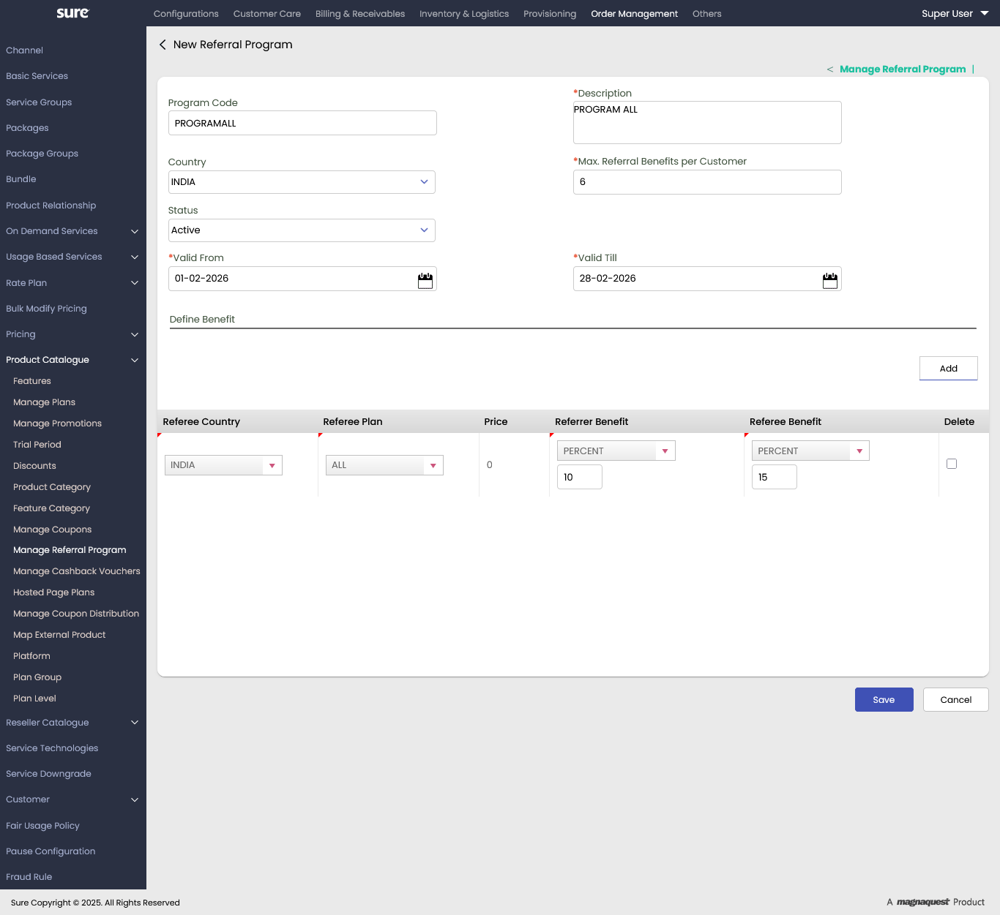 sure
Configurations Customer Care Billing & Receivables Inventory & Logistics Provisioning Order Management Others
Super User
Channel
Basic Services
Service Groups
Packages
Package Groups
Bundle
Product Relationship
On Demand Services
Usage Based Services
Rate Plan
Bulk Modify Pricing
Pricing
Product Catalogue
Features
Manage Plans
Manage Promotions
Trial Period
Discounts
Product Category
Feature Category
Manage Coupons
Manage Referral Program
Manage Cashback Vouchers
Hosted Page Plans
Manage Coupon Distribution
Map External Product
Platform
Plan Group
Plan Level
Reseller Catalogue
Service Technologies
Service Downgrade
Customer
Fair Usage Policy
Pause Configuration
Fraud Rule
New Referral Program
< Manage Referral Program |
Program Code
PROGRAMALL
*Description
PROGRAM ALL
Country
INDIA
*Max. Referral Benefits per Customer
6
Status
Active
*Valid From
01-02-2026
*Valid Till
28-02-2026
Define Benefit
Add
Referee Country Referee Plan Price Referrer Benefit Referee Benefit Delete
INDIA ALL 0 PERCENT PERCENT
10 15
Save Cancel
Sure Copyright © 2025. All Rights Reserved
A magnaquest Product